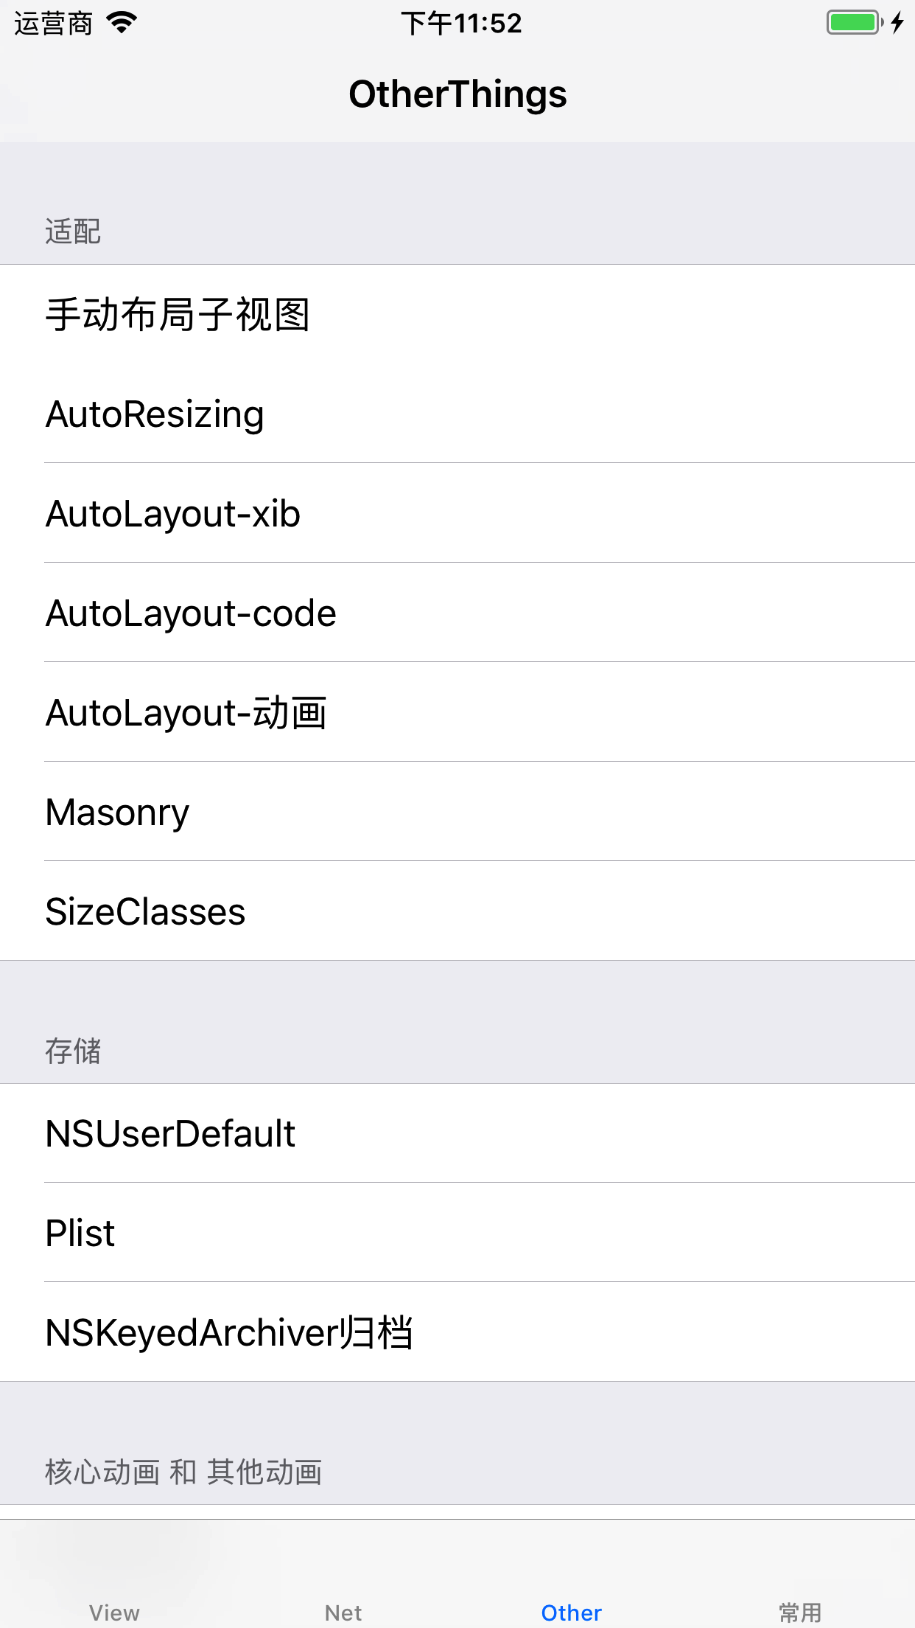 运营商 下午11:52
OtherThings
适配
手动布局子视图
AutoResizing
AutoLayout-xib
AutoLayout-code
AutoLayout-动画
Masonry
SizeClasses
存储
NSUserDefault
Plist
NSKeyedArchiver归档
核心动画 和 其他动画
View Net Other 常用